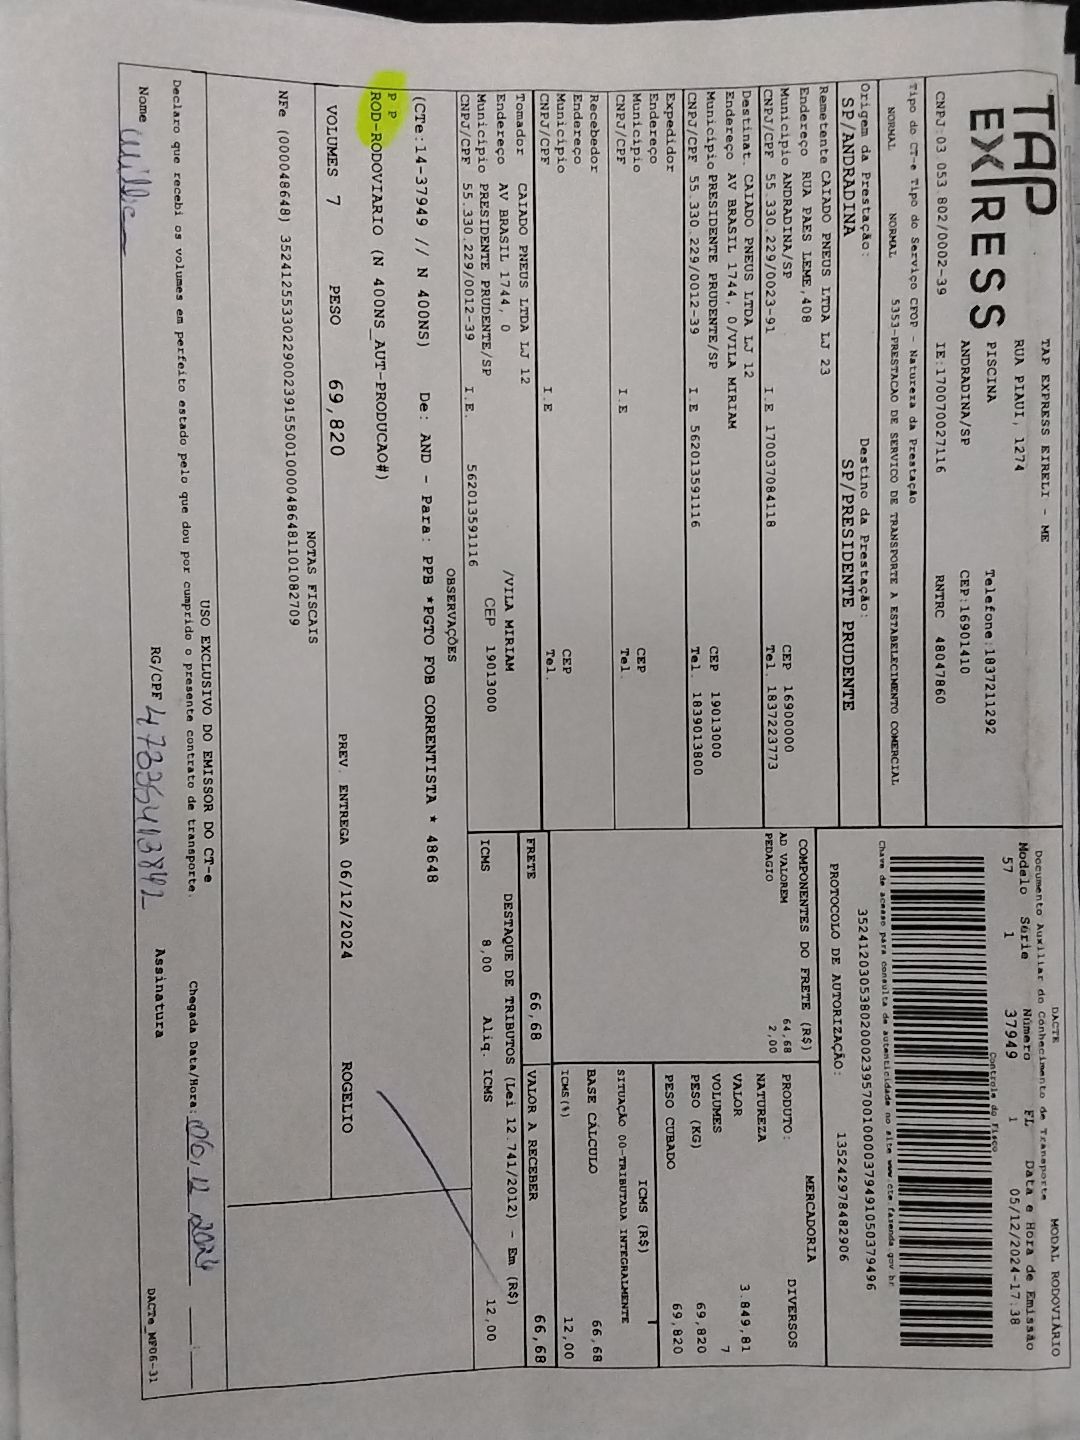 TAP
EXPRESS
TAP EXPRESS EIRELI - ME
RUA PIAUI, 1274
PISCINA
ANDRADINA/SP
Telefone:1837211292
CEP:16901410
CNPJ:03.053.802/0002-39 IE:170070027116 RNTRC 48047860
Tipo do CT-e Tipo do Serviço CFOP - Natureza da Prestação
NORMAL NORMAL 5353-PRESTACAO DE SERVICO DE TRANSPORTE A ESTABELECIMENTO COMERCIAL
Origem da Prestação: Destino da Prestação:
SP/ANDRADINA SP/PRESIDENTE PRUDENTE
Remetente CAIADO PNEUS LTDA LJ 23
Endereço RUA PAES LEME,408
Município ANDRADINA/SP CEP 16900000
CNPJ/CPF 55.330.229/0023-91 I.E 170037084118 Tel. 1837223773
Destinat. CAIADO PNEUS LTDA LJ 12
Endereço AV BRASIL 1744, 0/VILA MIRIAM
Município PRESIDENTE PRUDENTE/SP CEP 19013000
CNPJ/CPF 55.330.229/0012-39 I.E 562013591116 Tel. 1839013800
Expedidor
Endereço
Município CEP
CNPJ/CPF I.E Tel.
Recebedor
Endereço
Município CEP
CNPJ/CPF I.E Tel.
Tomador CAIADO PNEUS LTDA LJ 12
Endereço AV BRASIL 1744, 0 /VILA MIRIAM
Município PRESIDENTE PRUDENTE/SP CEP 19013000
CNPJ/CPF 55.330.229/0012-39 I.E. 562013591116
DACTE MODAL RODOVIÁRIO
Documento Auxiliar do Conhecimento de Transporte
Modelo Série Número FL Data e Hora de Emissão
57 1 37949 1 05/12/2024-17:38
Controle do Fisco
Chave de acesso para consulta de autenticidade no site www.cte.fazenda.gov.br
35241203053802000239570010000379491050379496
PROTOCOLO DE AUTORIZAÇÃO: 135242978482906
COMPONENTES DO FRETE (R$)
AD VALOREM 64,68
PEDAGIO 2,00
MERCADORIA
PRODUTO: DIVERSOS
NATUREZA
VALOR 3.849,81
VOLUMES 7
PESO (KG) 69,820
PESO CUBADO 69,820
ICMS (R$)
SITUAÇÃO 00-TRIBUTADA INTEGRALMENTE
BASE CÁLCULO 66,68
ICMS(%) 12,00
FRETE 66,68 VALOR A RECEBER 66,68
DESTAQUE DE TRIBUTOS (Lei 12.741/2012) - Em (R$)
ICMS 8,00 Aliq. ICMS 12,00
OBSERVAÇÕES
(CTe:14-37949 // N 400NS) De: AND - Para: PPB *PGTO FOB CORRENTISTA * 48648
P P
ROD-RODOVIARIO (N 400NS_AUT-PRODUCAO#)
VOLUMES 7 PESO 69,820 PREV. ENTREGA 06/12/2024 ROGELIO
NOTAS FISCAIS
NFe (000048648) 35241255330229002391550010000486481101082709
USO EXCLUSIVO DO EMISSOR DO CT-e
Declaro que recebi os volumes em perfeito estado pelo que dou por cumprido o presente contrato de transporte. Chegada Data/Hora: 06,12,2024 :
Nome RG/CPF 47336413842 Assinatura
DACTe_MP06-31